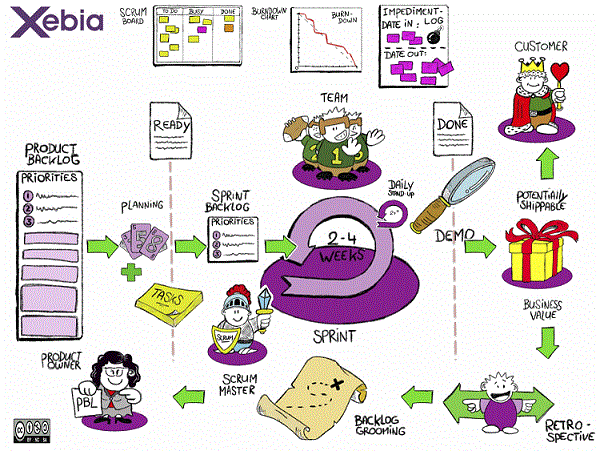 Xebia
SCRUM
BOARD
TO DO
BUSY
DONE
BURNDOWN
CHART
BURN-
DOWN
IMPEDIMENT-
DATE IN: LOG
DATE OUT:
CUSTOMER
TEAM
READY
DONE
PRODUCT
BACKLOG
PRIORITIES
1
2
3
PLANNING
SPRINT
BACKLOG
PRIORITIES
1
2
3
2-4
WEEKS
DAILY
STAND UP
DEMO
POTENTIALLY
SHIPPABLE
BUSINESS
VALUE
TASKS
SCRUM
SPRINT
PRODUCT
OWNER
PBL
SCRUM
MASTER
BACKLOG
GROOMING
RETRO-
SPECTIVE
BY NC SA